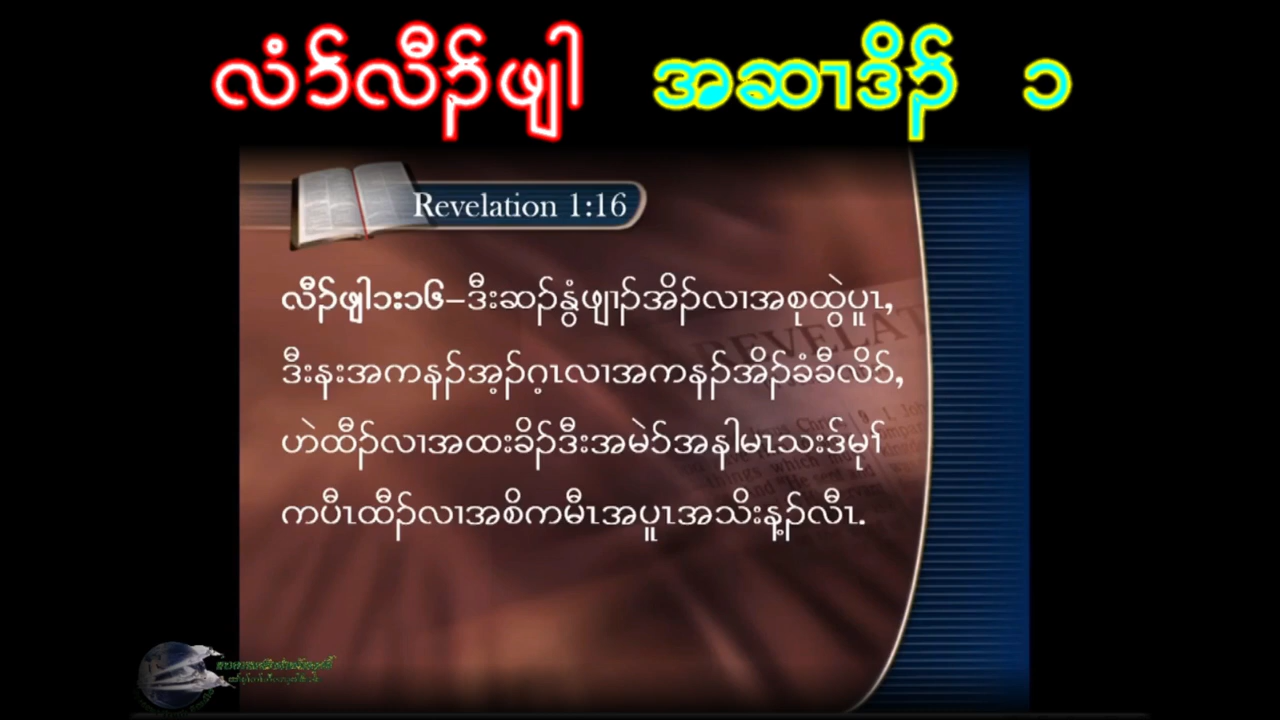 လံာ်လီၣ်ဖျါ အဆၢဒိၣ် ၁
Revelation 1:16
လီၣ်ဖျါ၁း၁၆–ဒီးဆၣ်နွံဖျၢၣ်အိၣ်လၢအစုထွဲပူၤ,
ဒီးနးအကနၣ်အ့ၣ်ဂ့ၤလၢအကနၣ်အိၣ်ခံခီလိာ်,
ဟဲထီၣ်လၢအထးခိၣ်ဒီးအမဲာ်အနါမၤသးဒ်မုၢ်
ကပီၤထီၣ်လၢအစိကမီၤအပူၤအသိးန့ၣ်လီၤ.
REVELAT